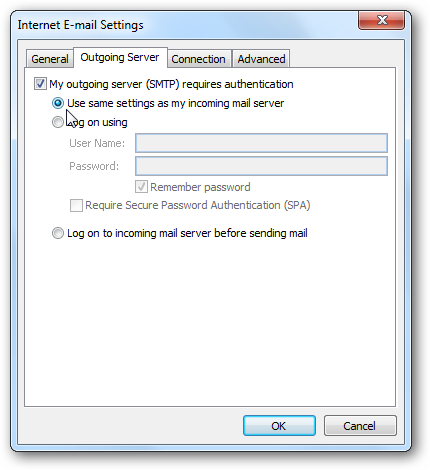 Internet E-mail Settings
General Outgoing Server Connection Advanced
My outgoing server (SMTP) requires authentication
Use same settings as my incoming mail server
Log on using
User Name:
Password:
Remember password
Require Secure Password Authentication (SPA)
Log on to incoming mail server before sending mail
OK Cancel